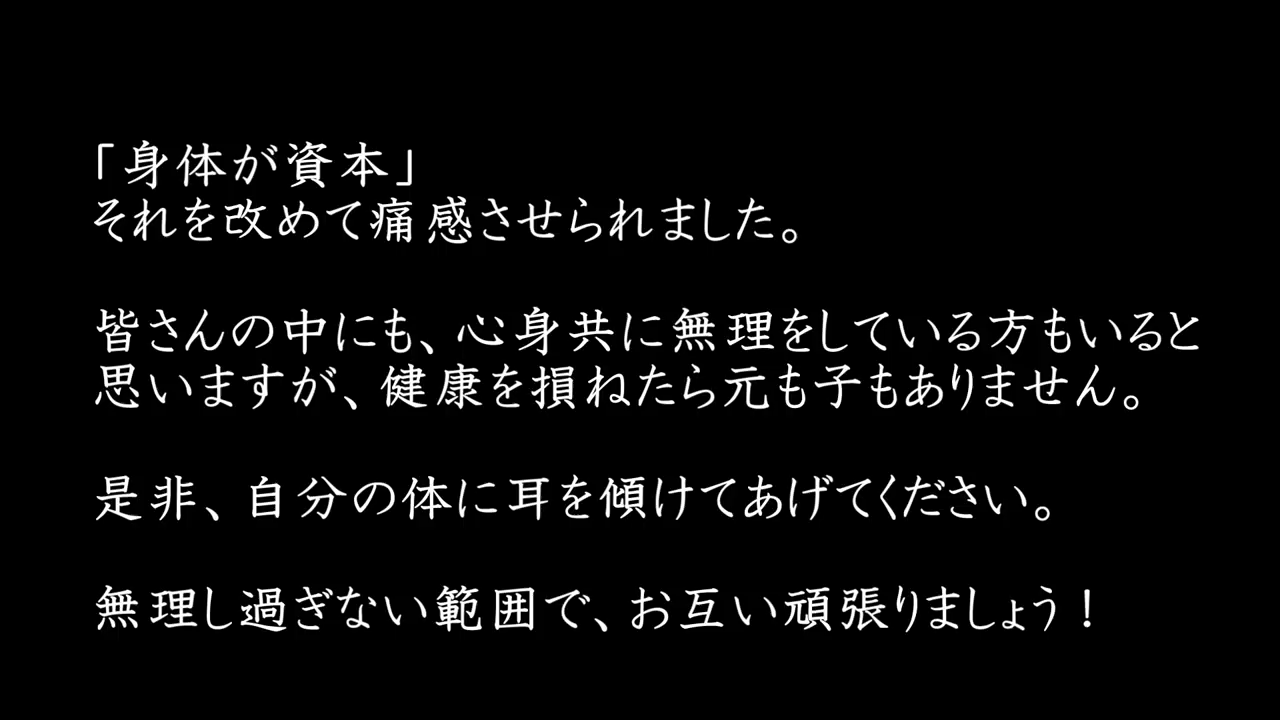 「身体が資本」
それを改めて痛感させられました。
皆さんの中にも、心身共に無理をしている方もいると
思いますが、健康を損ねたら元も子もありません。
是非、自分の体に耳を傾けてあげてください。
無理し過ぎない範囲で、お互い頑張りましょう！